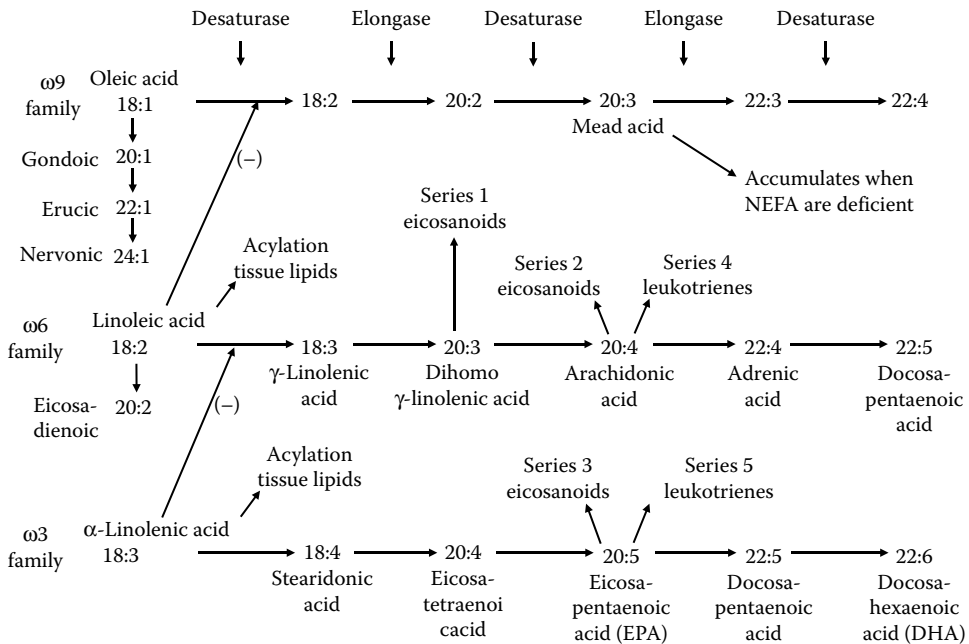 Desaturase Elongase Desaturase Elongase Desaturase
ω9
family
Oleic acid
18:1 18:2 20:2 20:3 22:3 22:4
Mead acid
Accumulates when
NEFA are deficient
Gondoic 20:1
Erucic 22:1
Nervonic 24:1
(–)
Series 1
eicosanoids
Acylation
tissue lipids
Series 2
eicosanoids
Series 4
leukotrienes
ω6
family
Linoleic acid
18:2 18:3 20:3 20:4 22:4 22:5
γ-Linolenic
acid
Dihomo
γ-linolenic acid
Arachidonic
acid
Adrenic
acid
Docosa-
pentaenoic
acid
Eicosa-
dienoic
20:2
(–)
Acylation
tissue lipids
Series 3
eicosanoids
Series 5
leukotrienes
ω3
family
α-Linolenic acid
18:3 18:4 20:4 20:5 22:5 22:6
Stearidonic
acid
Eicosa-
tetraenoi
cacid
Eicosa-
pentaenoic
acid (EPA)
Docosa-
pentaenoic
acid
Docosa-
hexaenoic
acid (DHA)